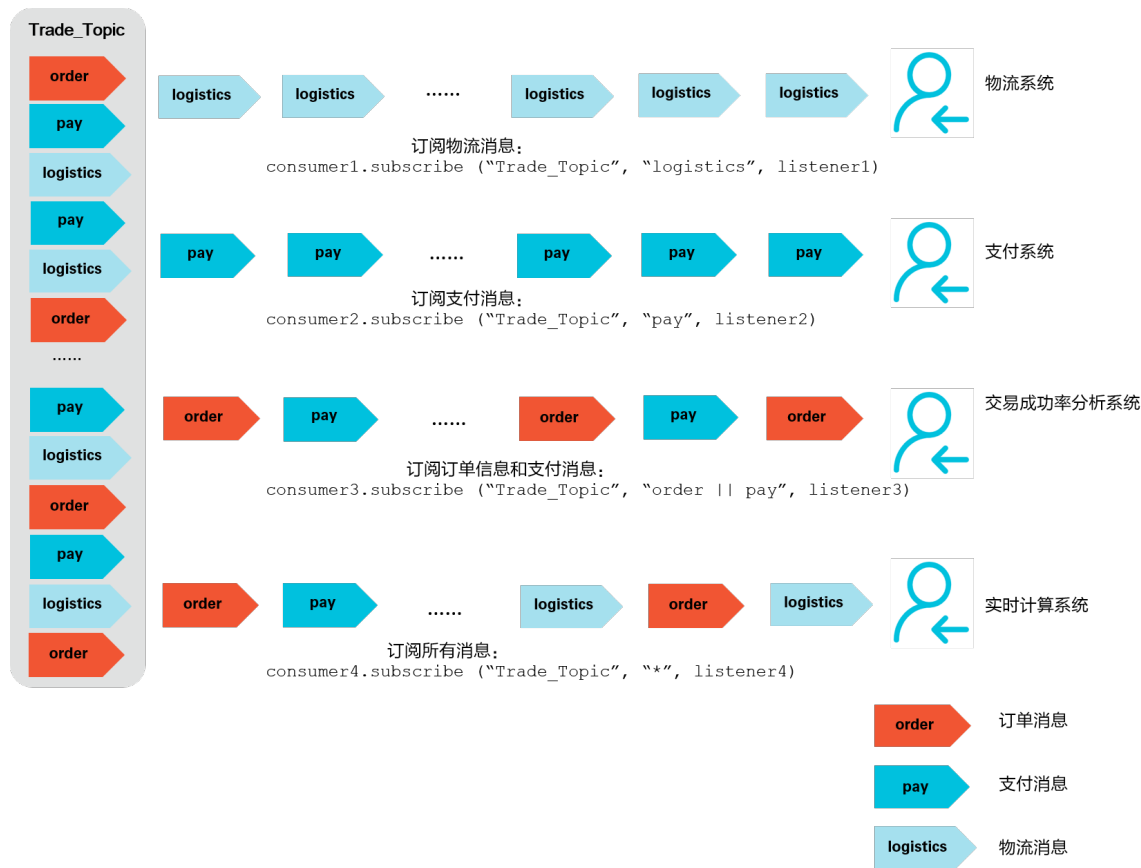 Trade_Topic
order
pay
logistics
pay
logistics
order
......
pay
logistics
order
pay
logistics
order
logistics logistics ...... logistics logistics logistics
物流系统
订阅物流消息：
consumer1.subscribe (“Trade_Topic”, “logistics”, listener1)
pay pay ...... pay pay pay
支付系统
订阅支付消息：
consumer2.subscribe (“Trade_Topic”, “pay”, listener2)
order pay ...... order pay order
交易成功率分析系统
订阅订单信息和支付消息：
consumer3.subscribe (“Trade_Topic”, “order || pay”, listener3)
order pay ...... logistics order logistics
实时计算系统
订阅所有消息：
consumer4.subscribe (“Trade_Topic”, “*”, listener4)
order 订单消息
pay 支付消息
logistics 物流消息